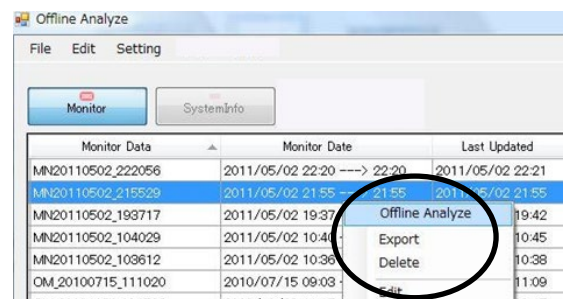 Offline Analyze
File Edit Setting
Monitor SystemInfo
Monitor Data Monitor Date Last Updated
MN20110502_222056 2011/05/02 22:20 ---> 22:20 2011/05/02 22:21
MN20110502_215529 2011/05/02 21:55 ---> 21:55 2011/05/02 21:55
MN20110502_193717 2011/05/02 19:37 Offline Analyze 19:42
MN20110502_104029 2011/05/02 10:40 Export 10:45
MN20110502_103612 2011/05/02 10:36 Delete 10:38
OM_20100715_111020 2010/07/15 09:03 Edit 11:09